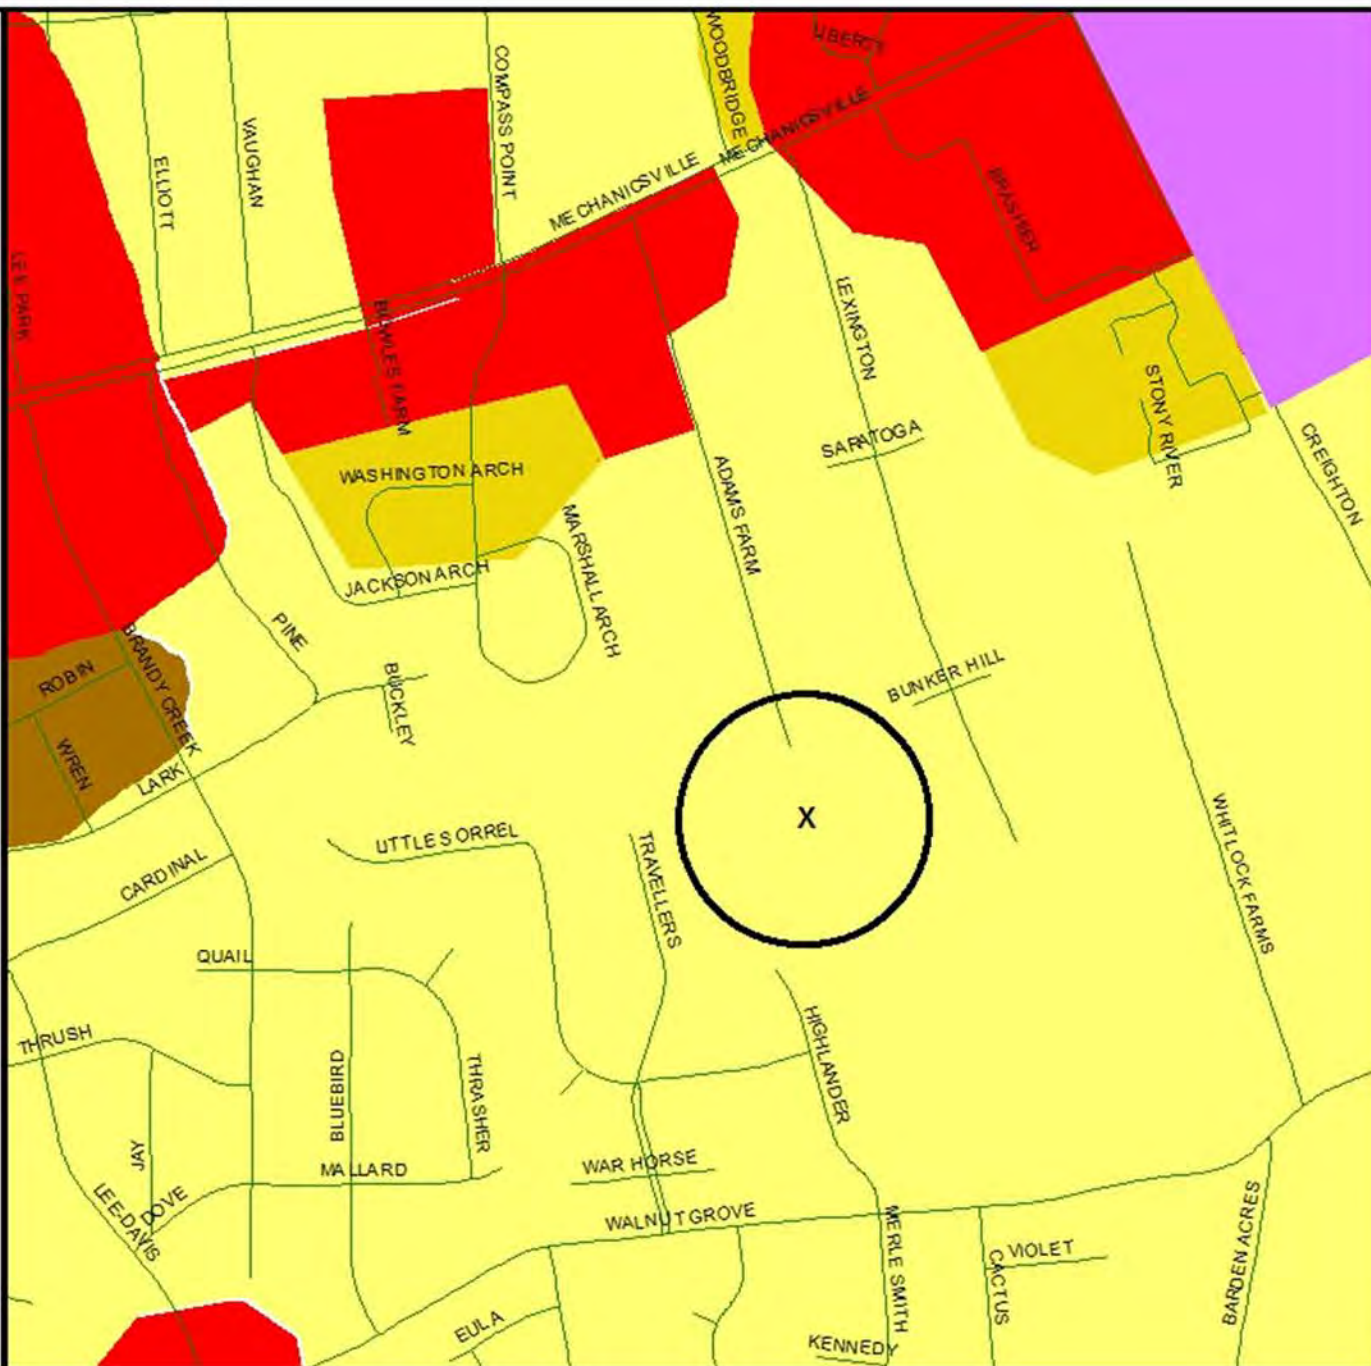 WOODBRIDGE
LIBERTY
COMPASS POINT
MECHANICSVILLE
VAUGHAN
ELLIOTT
MECHANICSVILLE
BRASHER
LEE PARK
LEXINGTON
BOWLES FARM
STONY RIVER
SARATOGA
CREIGHTON
WASHINGTON ARCH
ADAMS FARM
MARSHALL ARCH
JACKSON ARCH
PINE
BRANDY CREEK
ROBIN
BUNKER HILL
BUCKLEY
WREN
LARK
X
WHITLOCK FARMS
LITTLE SORREL
TRAVELLERS
CARDINAL
QUAIL
HIGHLANDER
THRUSH
BLUEBIRD
THRASHER
JAY
MALLARD
WAR HORSE
LEE-DAVIS
DOVE
WALNUT GROVE
MERLE SMITH
BARDEN ACRES
VIOLET
CACTUS
EULA
KENNEDY